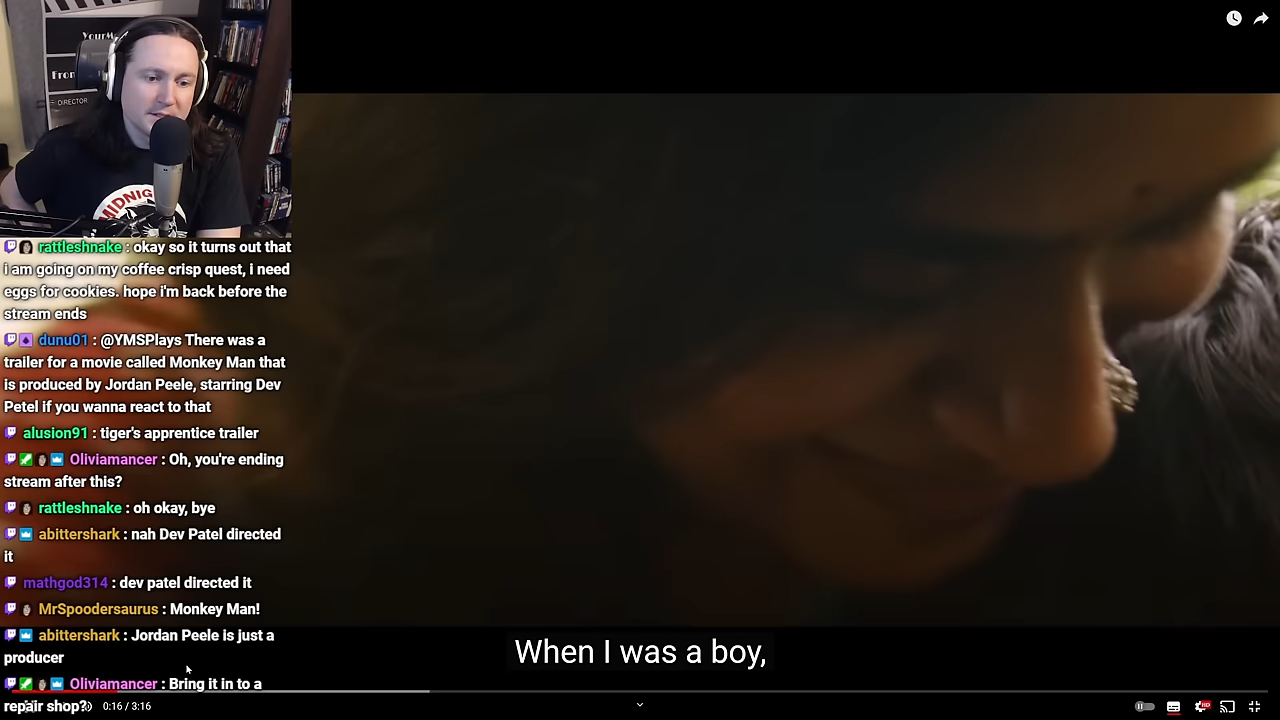 YourM
Fron
DIRECTOR
MIDNIG
rattleshnake : okay so it turns out that
i am going on my coffee crisp quest, i need
eggs for cookies. hope i'm back before the
stream ends
dunu01 : @YMSPlays There was a
trailer for a movie called Monkey Man that
is produced by Jordan Peele, starring Dev
Petel if you wanna react to that
alusion91 : tiger's apprentice trailer
Oliviamancer : Oh, you're ending
stream after this?
rattleshnake : oh okay, bye
abittershark : nah Dev Patel directed
it
mathgod314 : dev patel directed it
MrSpoodersaurus : Monkey Man!
abittershark : Jordan Peele is just a
producer
Oliviamancer : Bring it in to a
repair shop?
When I was a boy,
0:16 / 3:16
HD